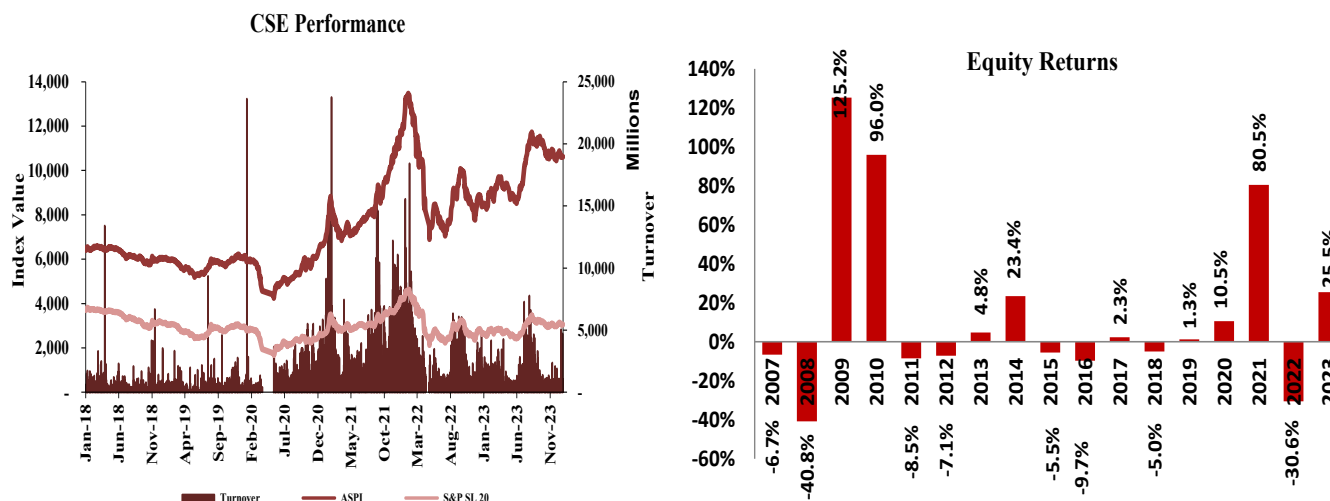 CSE Performance
14,000
12,000
10,000
8,000
6,000
4,000
2,000
-
Index Value
25,000
20,000
15,000
10,000
5,000
-
Millions
Turnover
Jan-18
Jun-18
Nov-18
Apr-19
Sep-19
Feb-20
Jul-20
Dec-20
May-21
Oct-21
Mar-22
Aug-22
Jan-23
Jun-23
Nov-23
Turnover
ASPI
S&P SL 20
Equity Returns
140%
120%
100%
80%
60%
40%
20%
0%
-20%
-40%
-60%
2007
2008
2009
2010
2011
2012
2013
2014
2015
2016
2017
2018
2019
2020
2021
2022
2023
-6.7%
-40.8%
125.2%
96.0%
-8.5%
-7.1%
4.8%
23.4%
-5.5%
-9.7%
2.3%
-5.0%
1.3%
10.5%
80.5%
-30.6%
25.5%